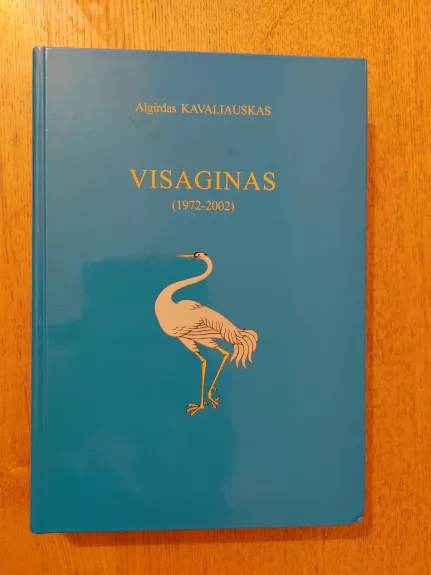 Algirdas KAVALIAUSKAS
VISAGINAS
(1972-2002)